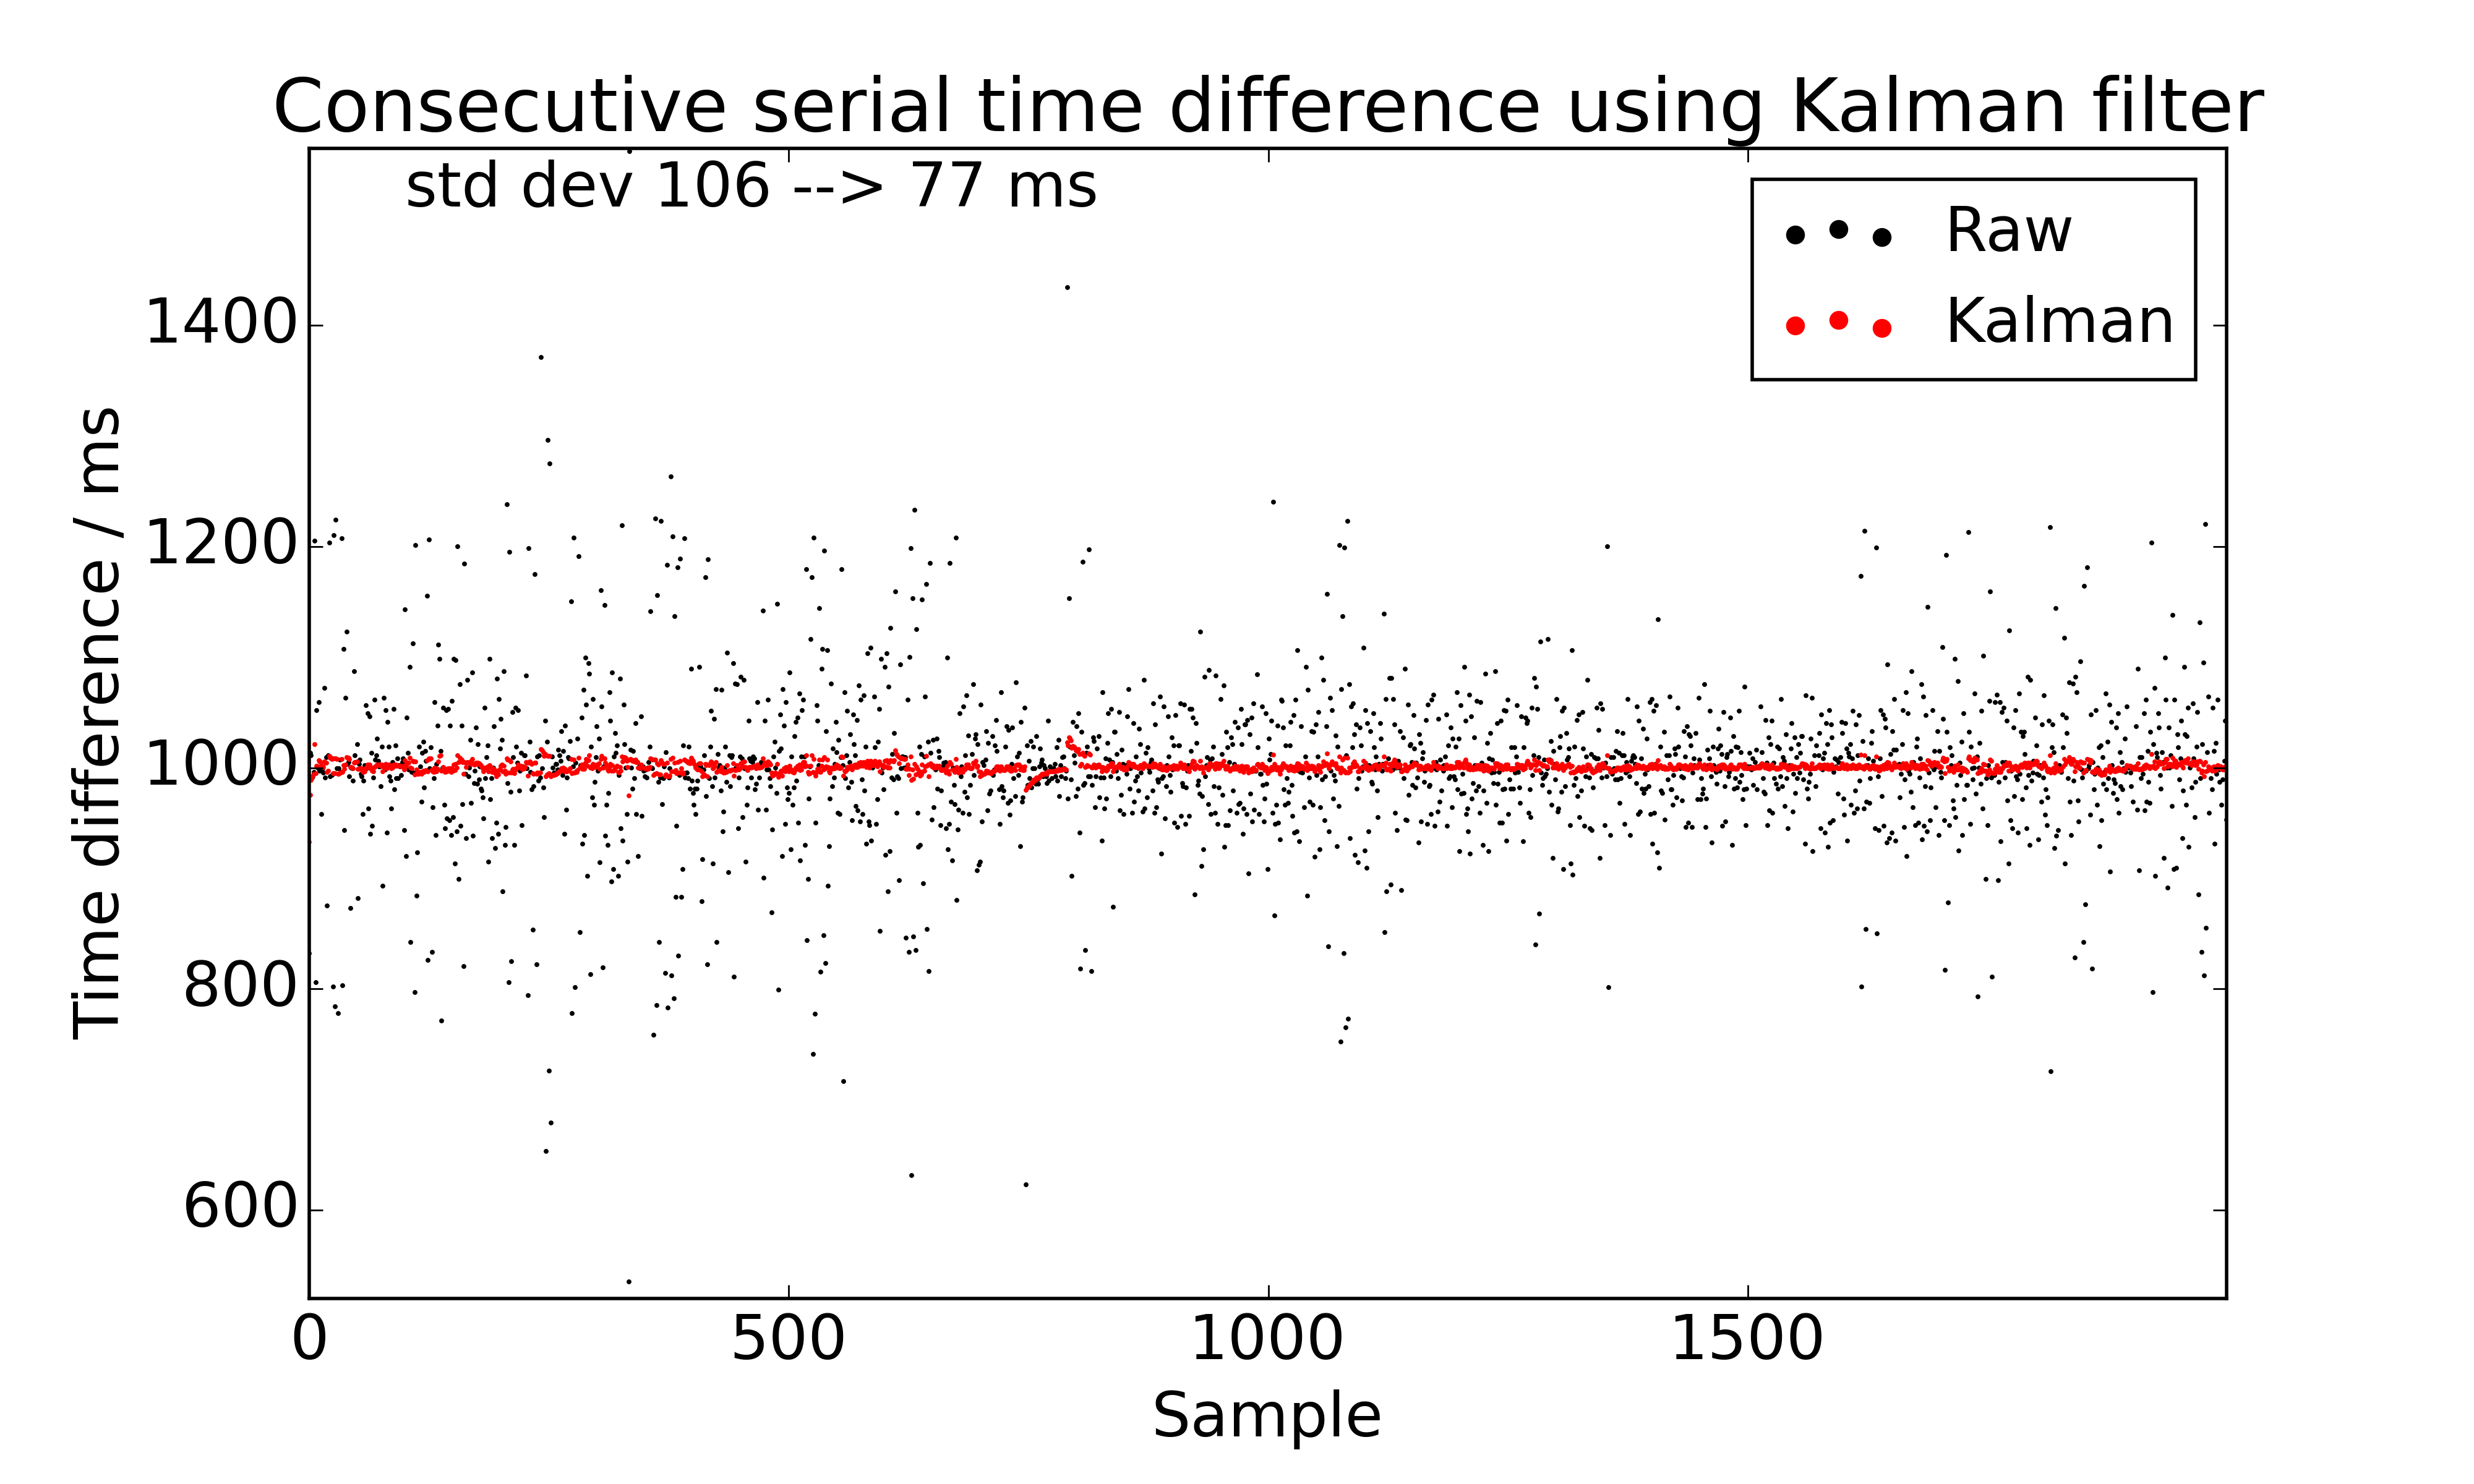 Consecutive serial time difference using Kalman filter
std dev 106 --> 77 ms
Raw
Kalman
Time difference / ms
1400
1200
1000
800
600
0 500 1000 1500
Sample